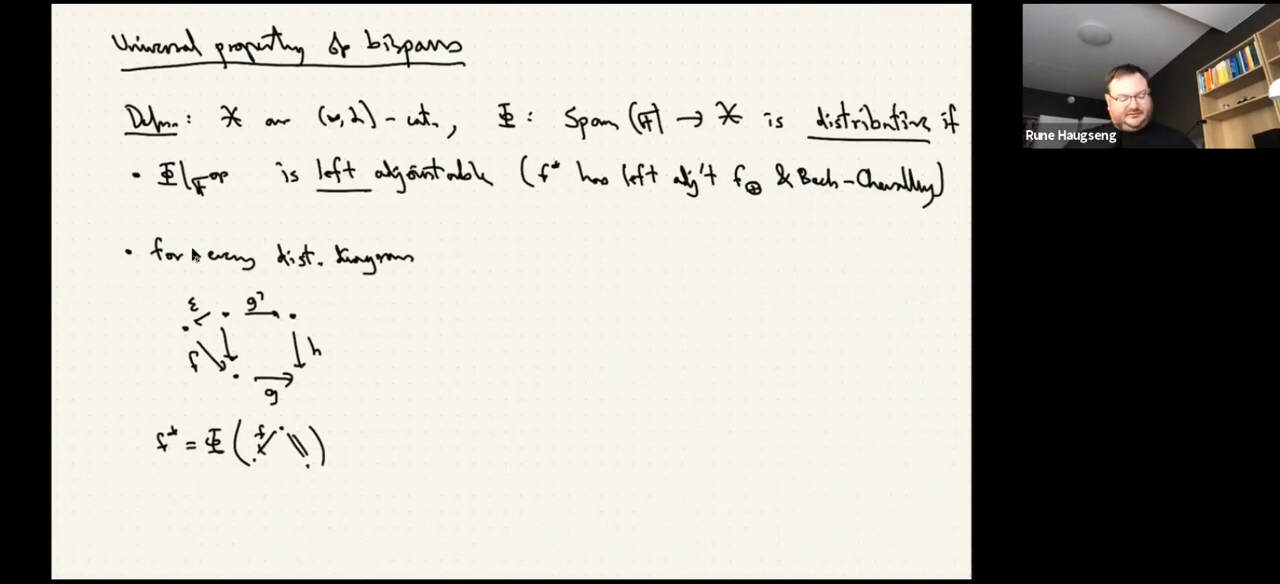 Universal property of bispans
Defn.: 𝒳 an (∞,2)-cat., Φ : Span(𝔽) → 𝒳 is distributive if
• Φ|𝔽ᵒᵖ is left adjointable (f* has left adj't f⊕ & Beck-Chevalley)
• for every dist. diagram
ε g'
f h
g
f* = Φ ( f )
Rune Haugseng